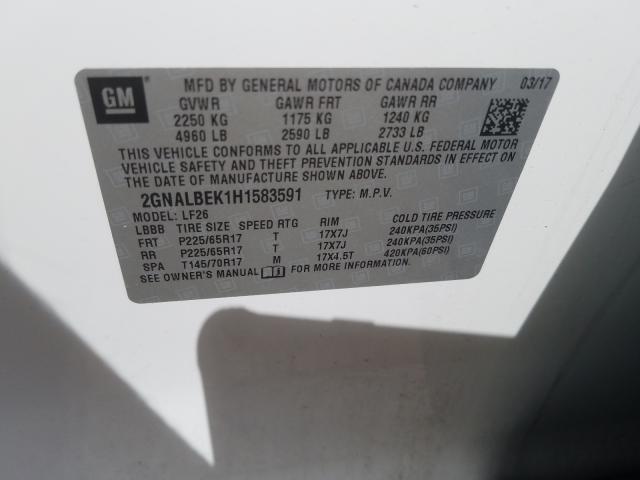 GM
MFD BY GENERAL MOTORS OF CANADA COMPANY 03/17
GVWR GAWR FRT GAWR RR
2250 KG 1175 KG 1240 KG
4960 LB 2590 LB 2733 LB
THIS VEHICLE CONFORMS TO ALL APPLICABLE U.S. FEDERAL MOTOR
VEHICLE SAFETY AND THEFT PREVENTION STANDARDS IN EFFECT ON
THE DATE OF MANUFACTURE SHOWN ABOVE.
2GNALBEK1H1583591 TYPE: M.P.V.
MODEL: LF26
LBBB TIRE SIZE SPEED RTG RIM COLD TIRE PRESSURE
FRT P225/65R17 T 17X7J 240KPA(35PSI)
RR P225/65R17 T 17X7J 240KPA(35PSI)
SPA T145/70R17 M 17X4.5T 420KPA(60PSI)
SEE OWNER'S MANUAL